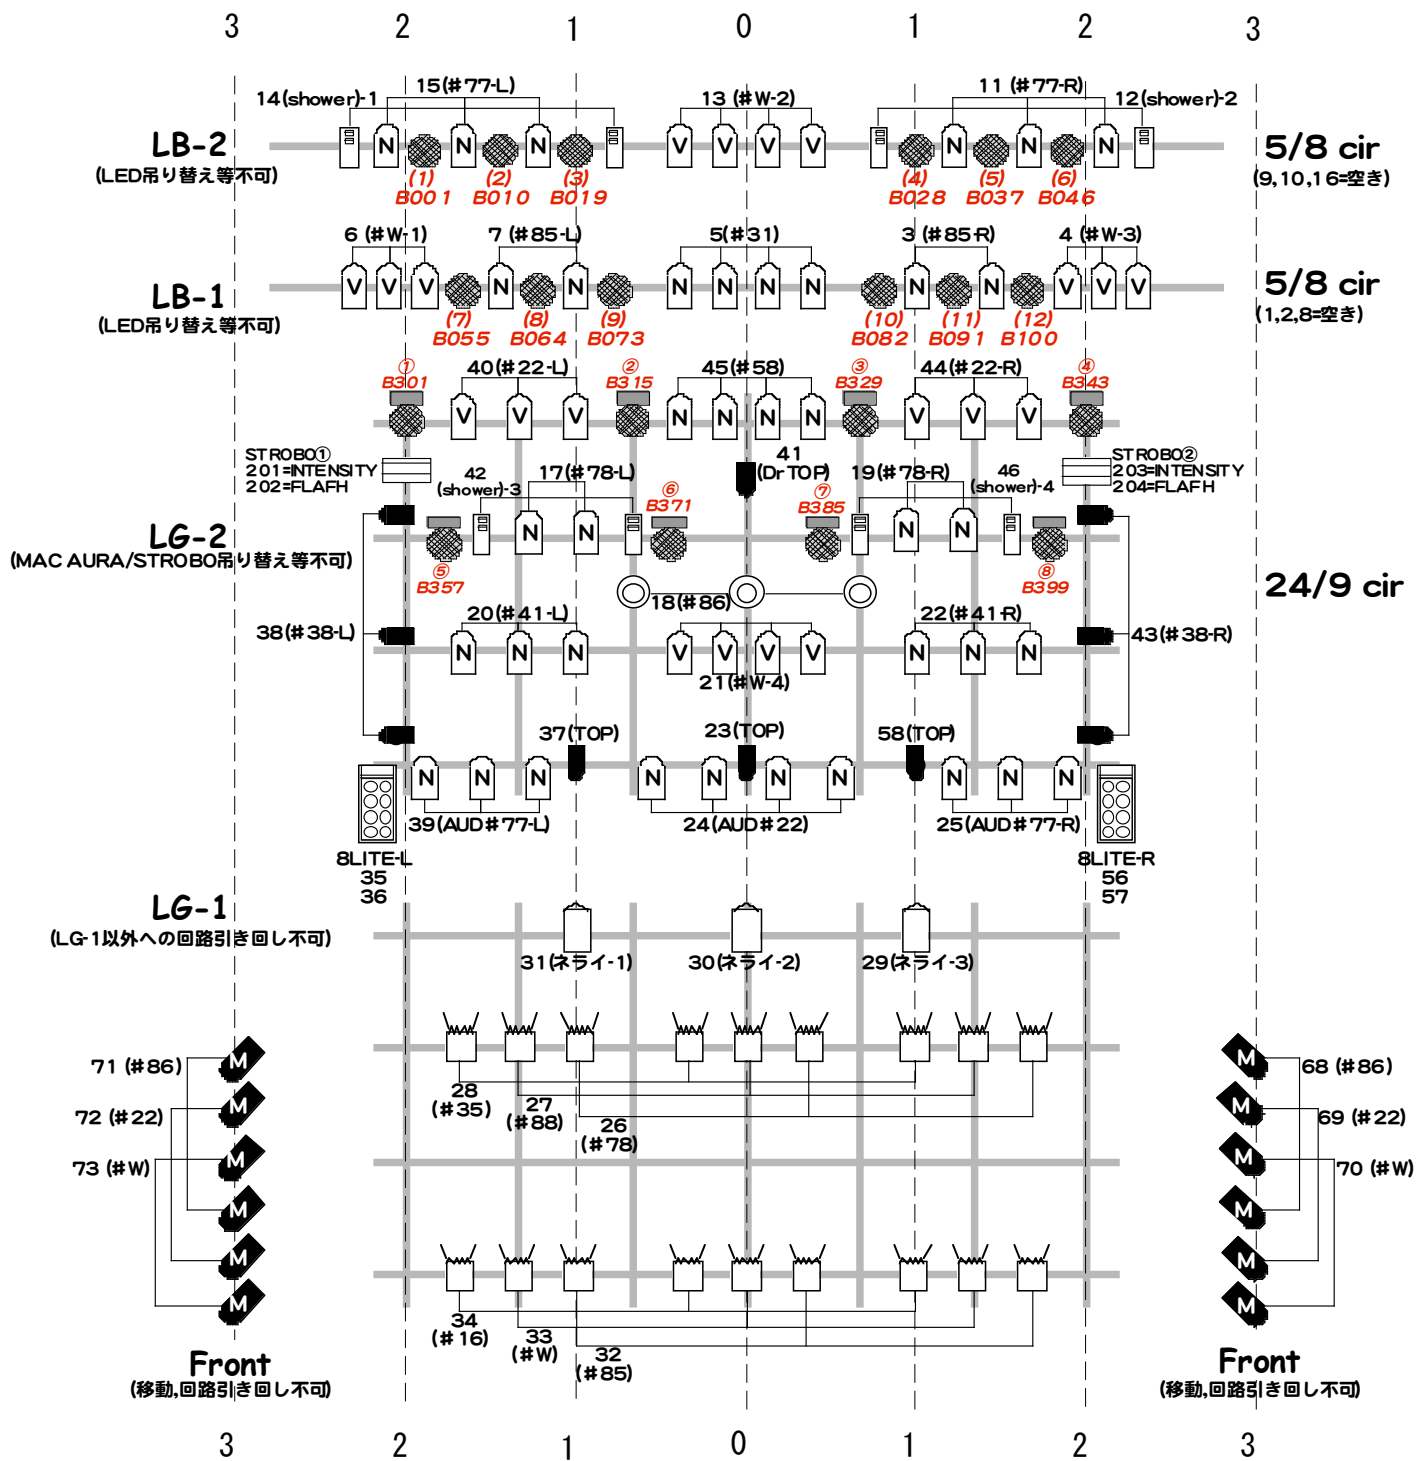 3 2 1 0 1 2 3
15(#77-L)
11(#77-R)
14(shower)-1
13(#W-2)
12(shower)-2
LB-2
(LED吊り替え等不可)
N N N V V V V N N N
5/8 cir
(9,10,16=空き)
(1) (2) (3) (4) (5) (6)
B001 B010 B019 B028 B037 B046
6(#W-1) 7(#85-L) 5(#31) 3(#85-R) 4(#W-3)
LB-1
(LED吊り替え等不可)
V V V N N N N N N N N V V V
5/8 cir
(1,2,8=空き)
(7) (8) (9) (10) (11) (12)
B055 B064 B073 B082 B091 B100
① ② ③ ④
B301 B315 B329 B343
40(#22-L) 45(#58) 44(#22-R)
V V V N N N N V V V
STROBO①
201=INTENSITY
202=FLAFH
41
(DrTOP)
STROBO②
203=INTENSITY
204=FLAFH
42
(shower)-3
17(#78-L)
19(#78-R)
46
(shower)-4
⑥
B371
⑦
B385
N N N N
LG-2
(MAC AURA/STROBO吊り替え等不可)
⑤
B357
⑧
B399
24/9 cir
18(#86)
20(#41-L) 22(#41-R)
38(#38-L)
43(#38-R)
N N N V V V V N N N
21(#W-4)
37(TOP) 23(TOP) 58(TOP)
N N N N N N N N N N
39(AUD#77-L) 24(AUD#22) 25(AUD#77-R)
8LITE-L
35
36
8LITE-R
56
57
LG-1
(LG-1以外への回路引き回し不可)
31(ネライ-1) 30(ネライ-2) 29(ネライ-3)
71(#86)
72(#22)
73(#W)
M
M
M
M
M
M
28
(#35)
27
(#88)
26
(#78)
68(#86)
69(#22)
70(#W)
M
M
M
M
M
M
34
(#16)
33
(#W)
32
(#85)
Front
(移動,回路引き回し不可)
Front
(移動,回路引き回し不可)
3 2 1 0 1 2 3